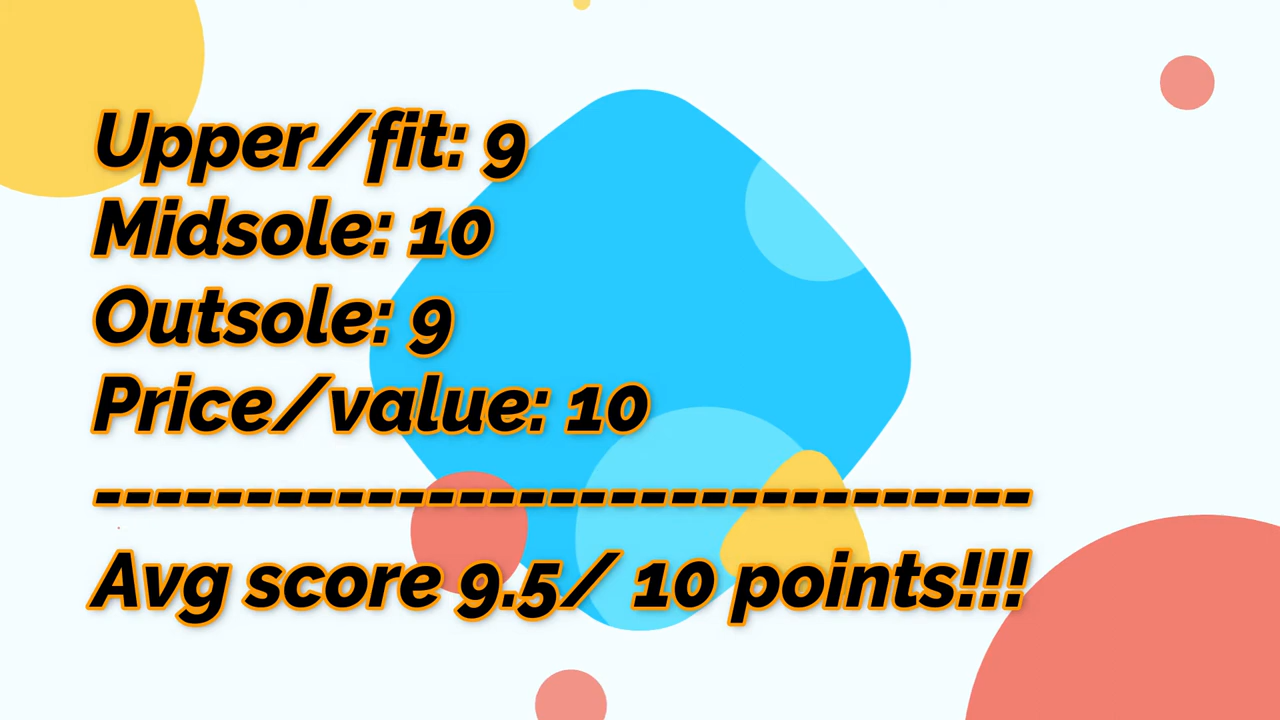 Upper/fit: 9
Midsole: 10
Outsole: 9
Price/value: 10
-------------------------------
Avg score 9.5/ 10 points!!!